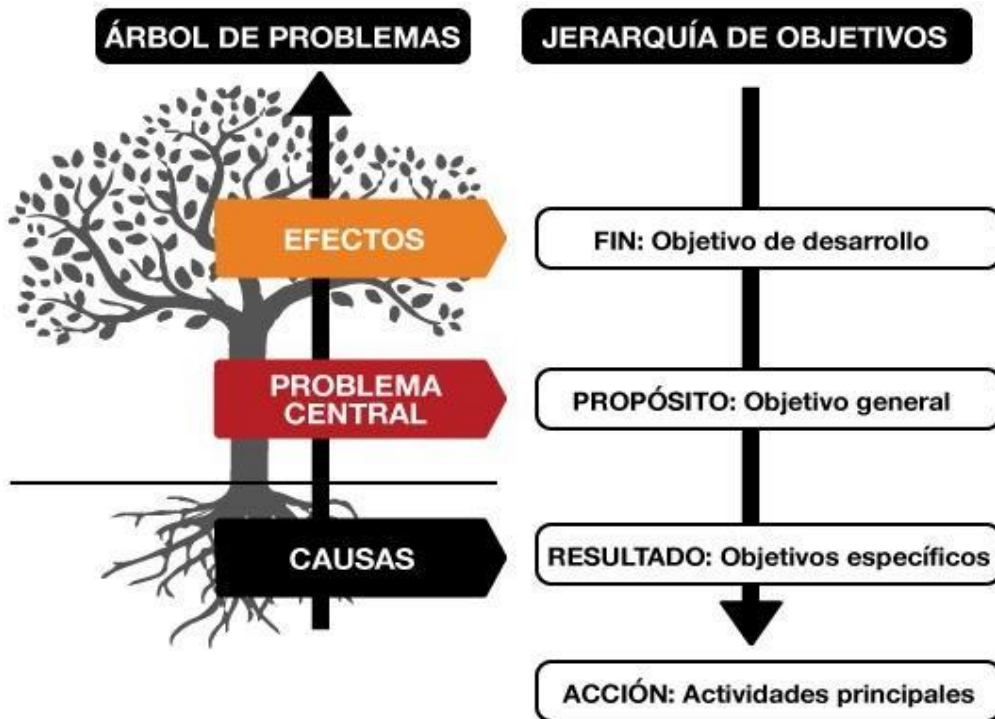 ÁRBOL DE PROBLEMAS
JERARQUÍA DE OBJETIVOS
EFECTOS
FIN: Objetivo de desarrollo
PROBLEMA
CENTRAL
PROPÓSITO: Objetivo general
CAUSAS
RESULTADO: Objetivos específicos
ACCIÓN: Actividades principales